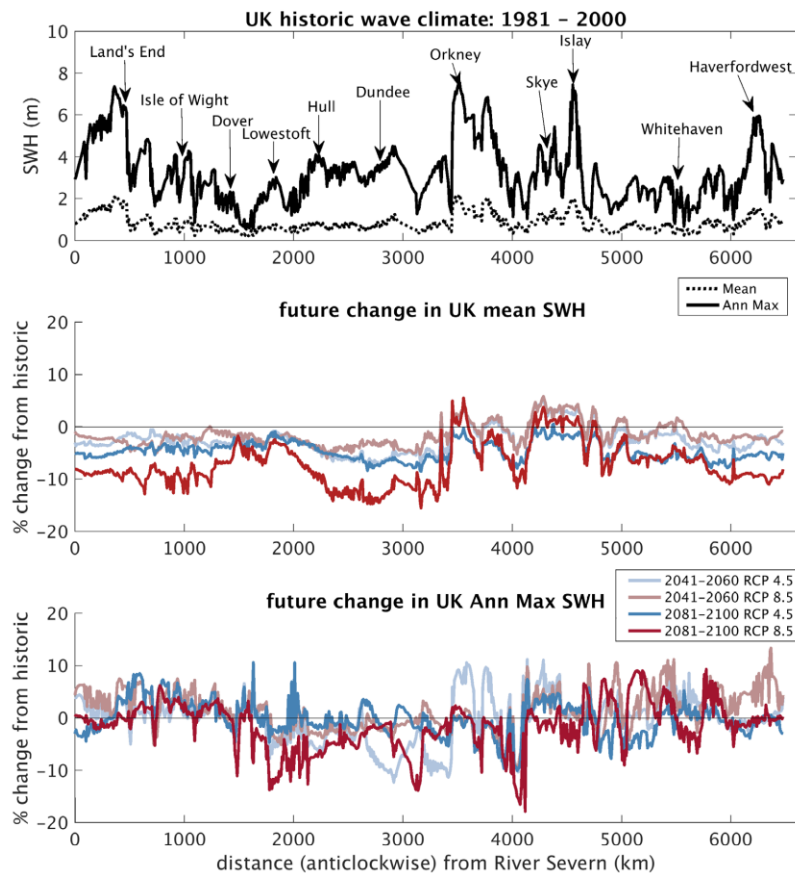 UK historic wave climate: 1981 – 2000
SWH (m)
10
8
6
4
2
0
Land's End
Isle of Wight
Dover
Lowestoft
Hull
Dundee
Orkney
Skye
Islay
Whitehaven
Haverfordwest
0 1000 2000 3000 4000 5000 6000
Mean
Ann Max
future change in UK mean SWH
% change from historic
20
10
0
-10
-20
0 1000 2000 3000 4000 5000 6000
2041–2060 RCP 4.5
2041–2060 RCP 8.5
2081–2100 RCP 4.5
2081–2100 RCP 8.5
future change in UK Ann Max SWH
% change from historic
20
10
0
-10
-20
0 1000 2000 3000 4000 5000 6000
distance (anticlockwise) from River Severn (km)